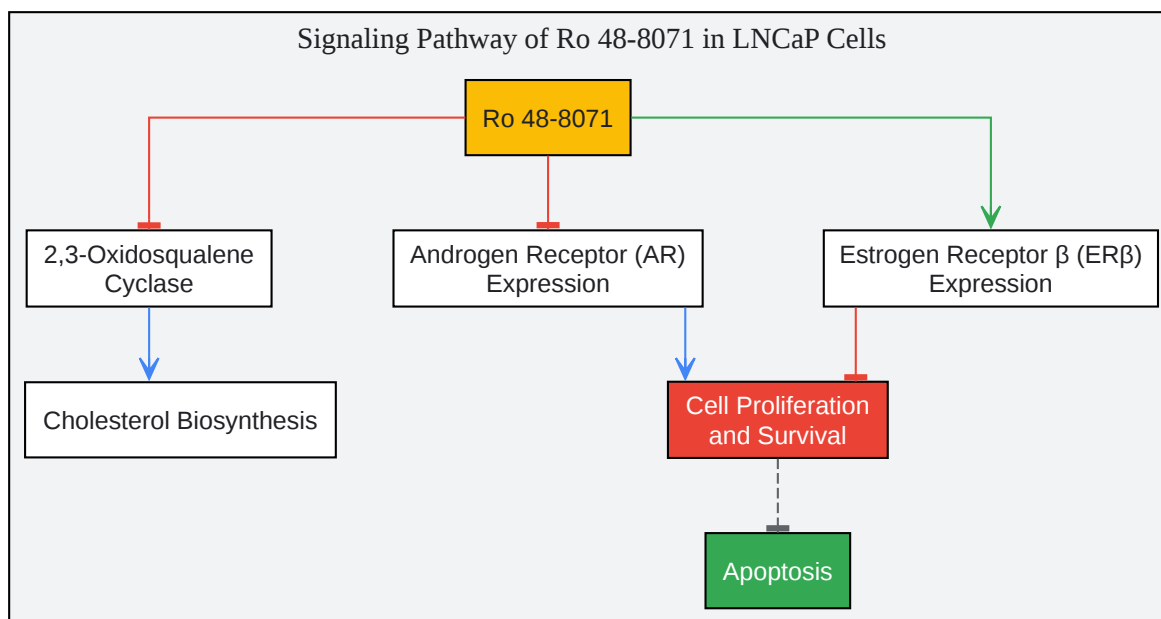 Signaling Pathway of Ro 48-8071 in LNCaP Cells
Ro 48-8071
2,3-Oxidosqualene
Cyclase
Androgen Receptor (AR)
Expression
Estrogen Receptor β (ERβ)
Expression
Cholesterol Biosynthesis
Cell Proliferation
and Survival
Apoptosis